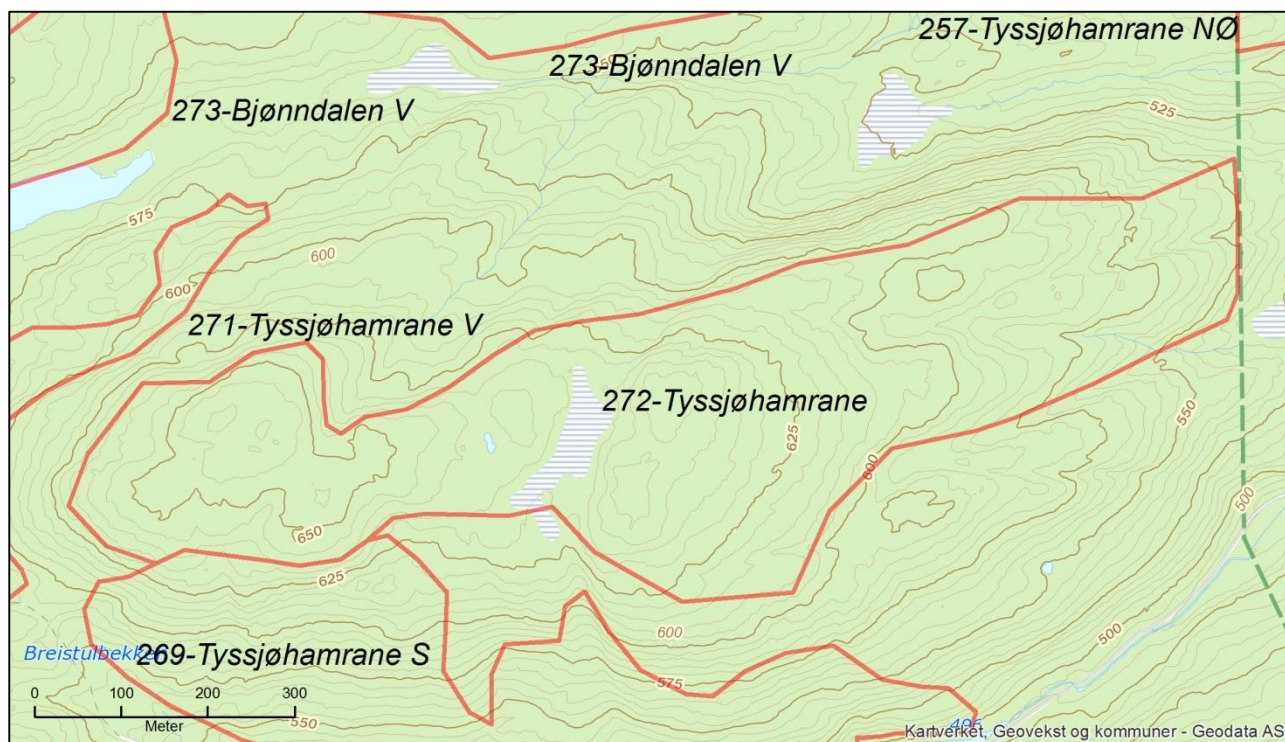 257-Tyssjøhamrane NØ
550
273-Bjønndalen V
273-Bjønndalen V
525
575
600
600
271-Tyssjøhamrane V
550
272-Tyssjøhamrane
625
600
500
650
625
600
500
Breistulbekken
269-Tyssjøhamrane S
575
0 100 200 300
Meter
550
496
Kartverket, Geovekst og kommuner - Geodata AS